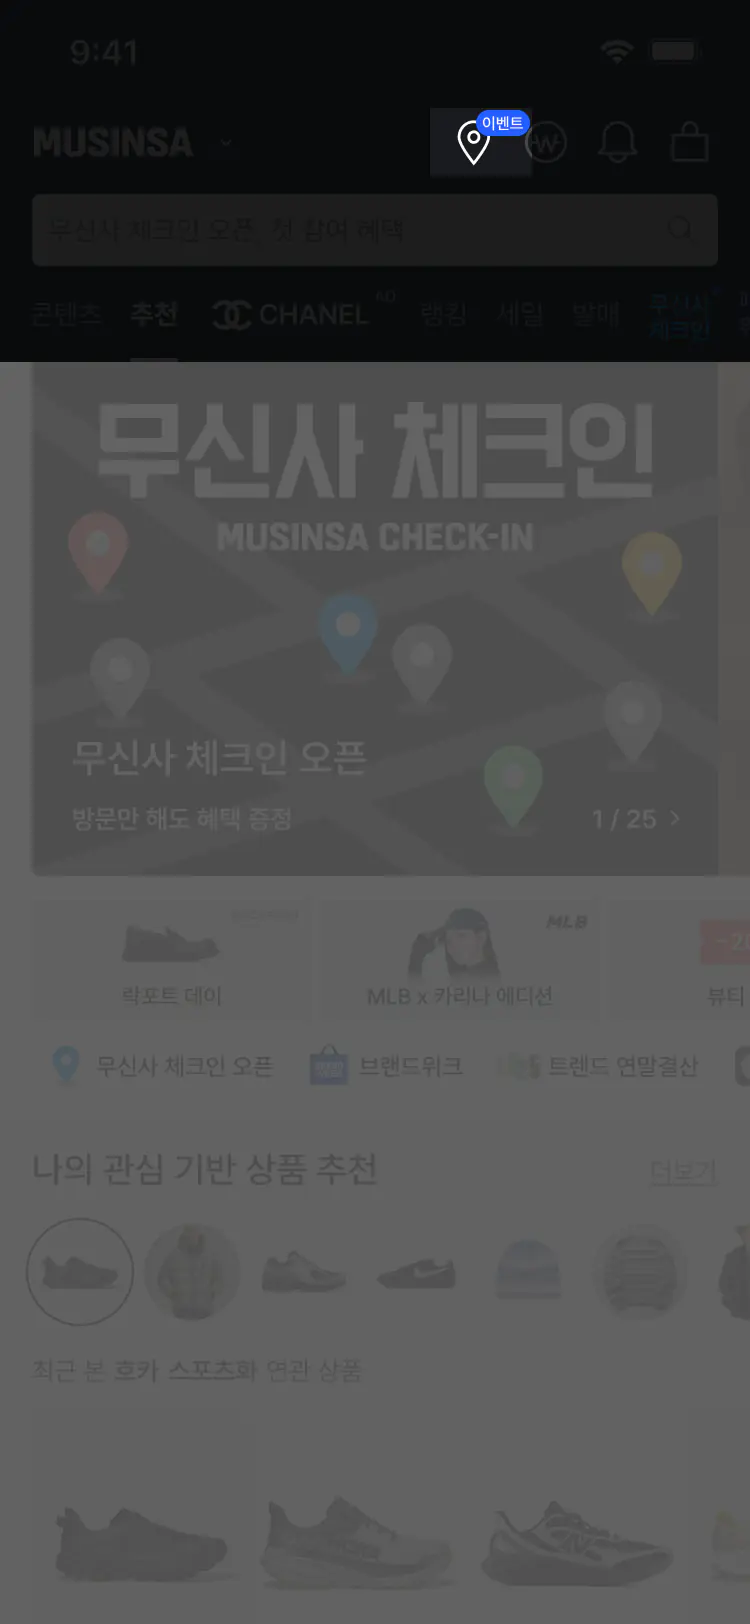 9:41
이벤트
MUSINSA
무신사 체크인 오픈, 첫 참여 혜택
콘텐츠 추천 CHANEL AD 랭킹 세일 발매 무신사 체크인
무신사 체크인
MUSINSA CHECK-IN
무신사 체크인 오픈
방문만 해도 혜택 증정
1 / 25
MLB
락포트 데이
MLB x 카리나 에디션
뷰티
무신사 체크인 오픈
브랜드위크
트렌드 연말결산
나의 관심 기반 상품 추천
더보기
최근 본 호카 스포츠화 연관 상품